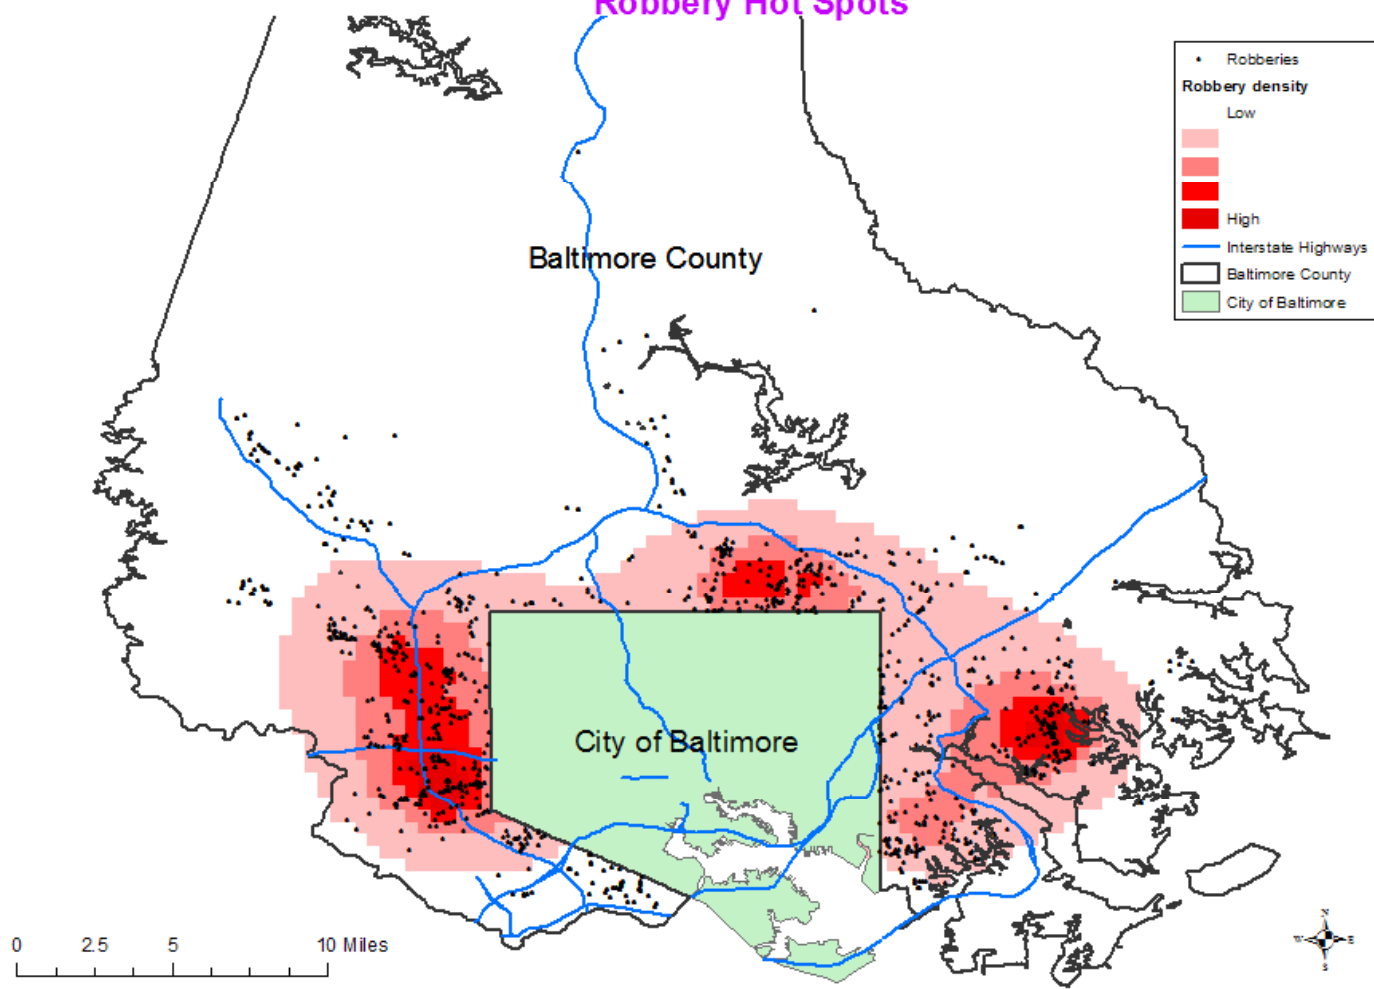 Robbery Hot Spots
Robberies
Robbery density
Low
High
Interstate Highways
Baltimore County
City of Baltimore
Baltimore County
City of Baltimore
0 2.5 5 10 Miles
N
W E
S